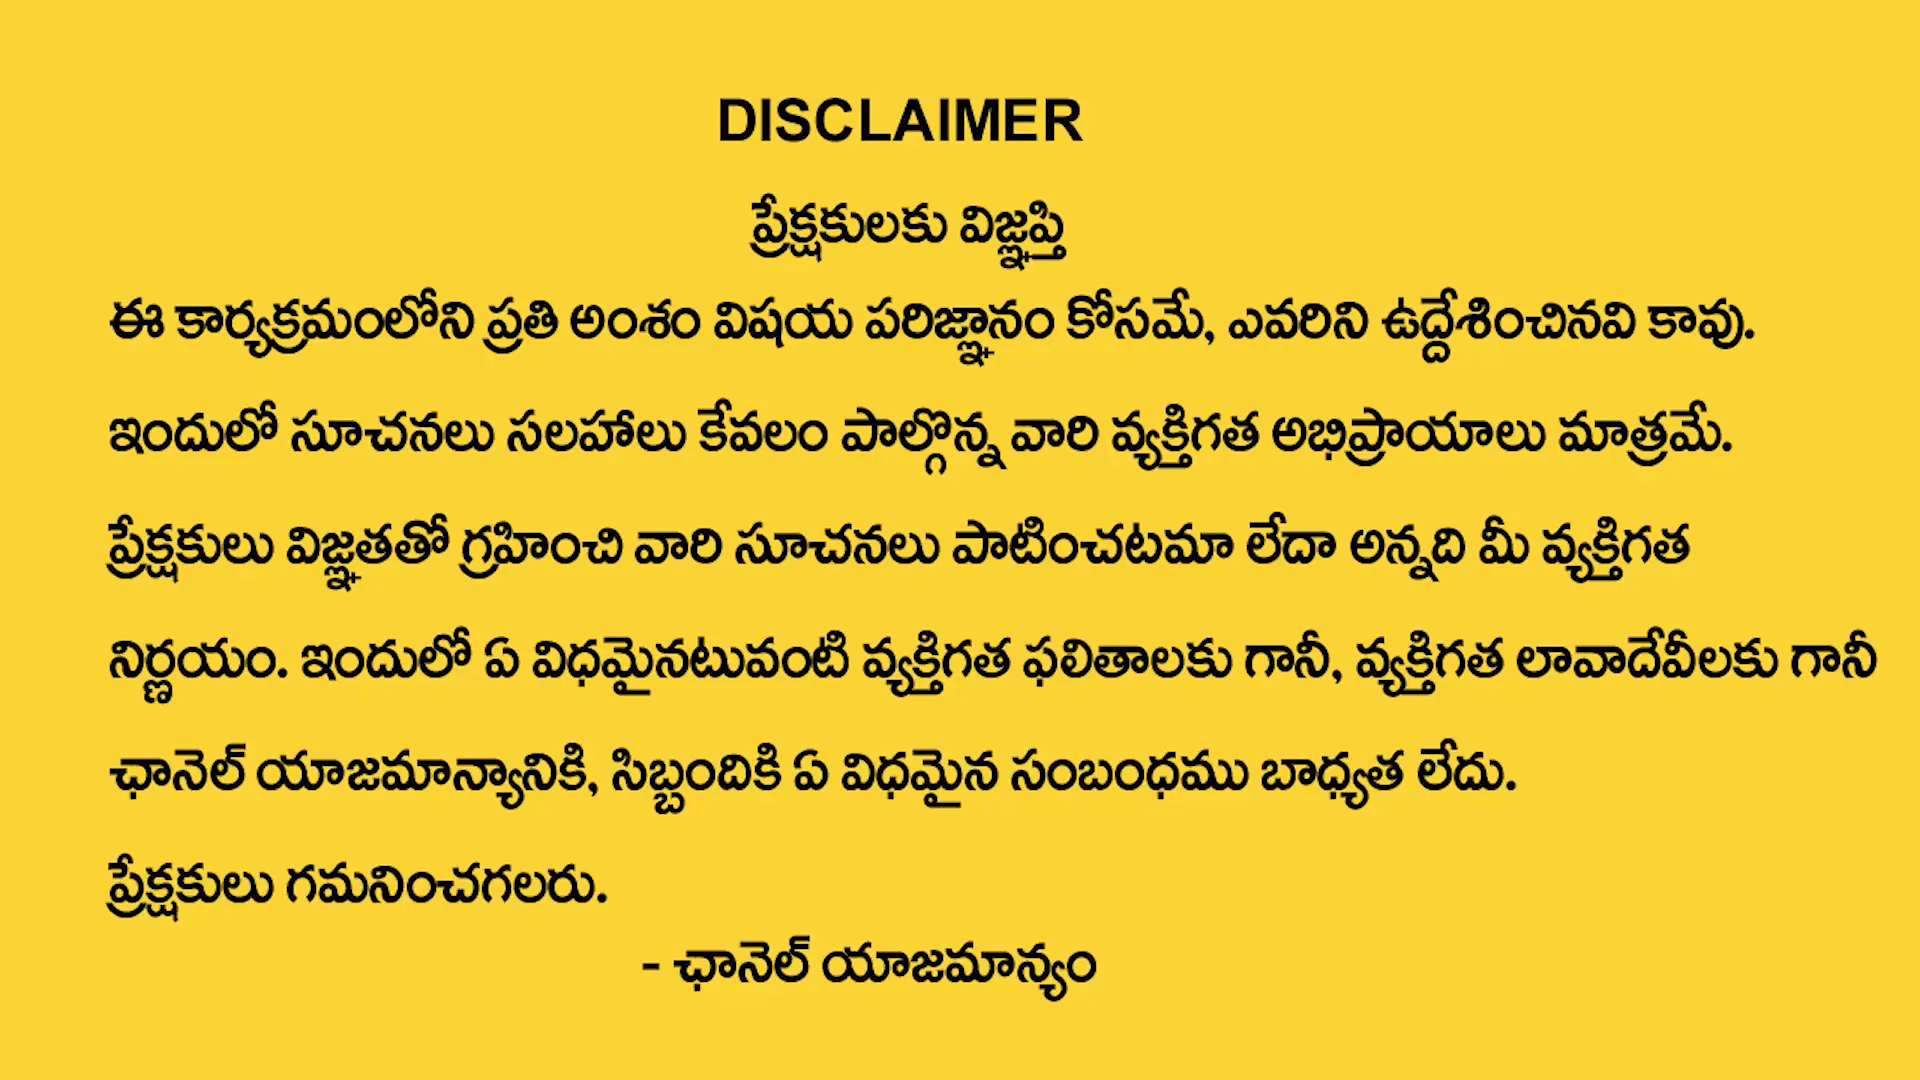 DISCLAIMER
ప్రేక్షకులకు విజ్ఞప్తి
ఈ కార్యక్రమంలోని ప్రతి అంశం విషయ పరిజ్ఞానం కోసమే, ఎవరిని ఉద్దేశించినవి కావు.
ఇందులో సూచనలు సలహాలు కేవలం పాల్గొన్న వారి వ్యక్తిగత అభిప్రాయాలు మాత్రమే.
ప్రేక్షకులు విజ్ఞతతో గ్రహించి వారి సూచనలు పాటించటమా లేదా అన్నది మీ వ్యక్తిగత
నిర్ణయం. ఇందులో ఏ విధమైనటువంటి వ్యక్తిగత ఫలితాలకు గానీ, వ్యక్తిగత లావాదేవీలకు గానీ
ఛానెల్ యాజమాన్యానికి, సిబ్బందికి ఏ విధమైన సంబంధము బాధ్యత లేదు.
ప్రేక్షకులు గమనించగలరు.
- ఛానెల్ యాజమాన్యం